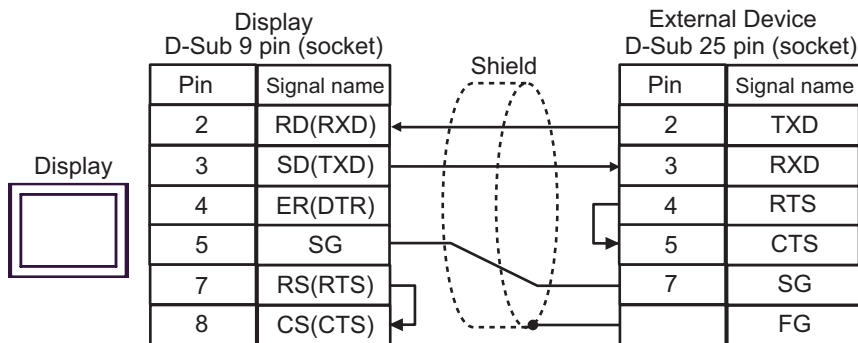 Display
D-Sub 9 pin (socket)
External Device
D-Sub 25 pin (socket)
Shield
Pin Signal name
2 RD(RXD)
3 SD(TXD)
4 ER(DTR)
5 SG
7 RS(RTS)
8 CS(CTS)
Display
Pin Signal name
2 TXD
3 RXD
4 RTS
5 CTS
7 SG
FG